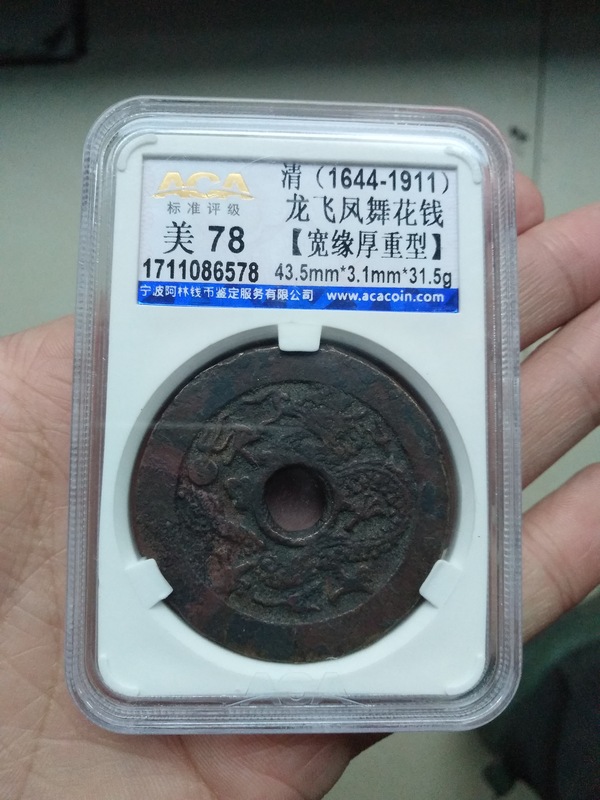 ACA
标准评级
美 78
1711086578
清（1644-1911）
龙飞凤舞花钱
【宽缘厚重型】
43.5mm*3.1mm*31.5g
宁波阿林钱币鉴定服务有限公司 www.acacoin.com
ACA